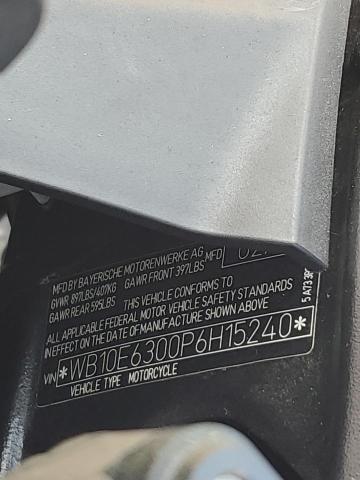 MFD BY BAYERISCHE MOTORENWERKE AG MFD
GVWR 897LBS/407KG GAWR FRONT 397LBS
GAWR REAR 595LBS THIS VEHICLE CONFORMS TO
ALL APPLICABLE FEDERAL MOTOR VEHICLE SAFETY STANDARDS
IN EFFECT ON THE DATE OF MANUFACTURE SHOWN ABOVE
VIN *WB10E6300P6H15240*
VEHICLE TYPE MOTORCYCLE